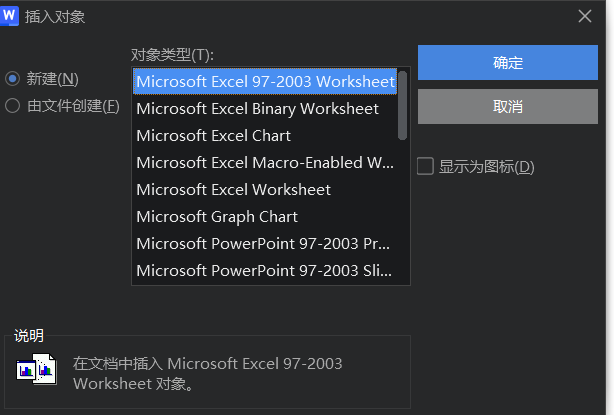 W 插入对象
对象类型(T):
新建(N)
由文件创建(F)
Microsoft Excel 97-2003 Worksheet
Microsoft Excel Binary Worksheet
Microsoft Excel Chart
Microsoft Excel Macro-Enabled W...
Microsoft Excel Worksheet
Microsoft Graph Chart
Microsoft PowerPoint 97-2003 Pr...
Microsoft PowerPoint 97-2003 Sli...
确定
取消
显示为图标(D)
说明
在文档中插入 Microsoft Excel 97-2003
Worksheet 对象。